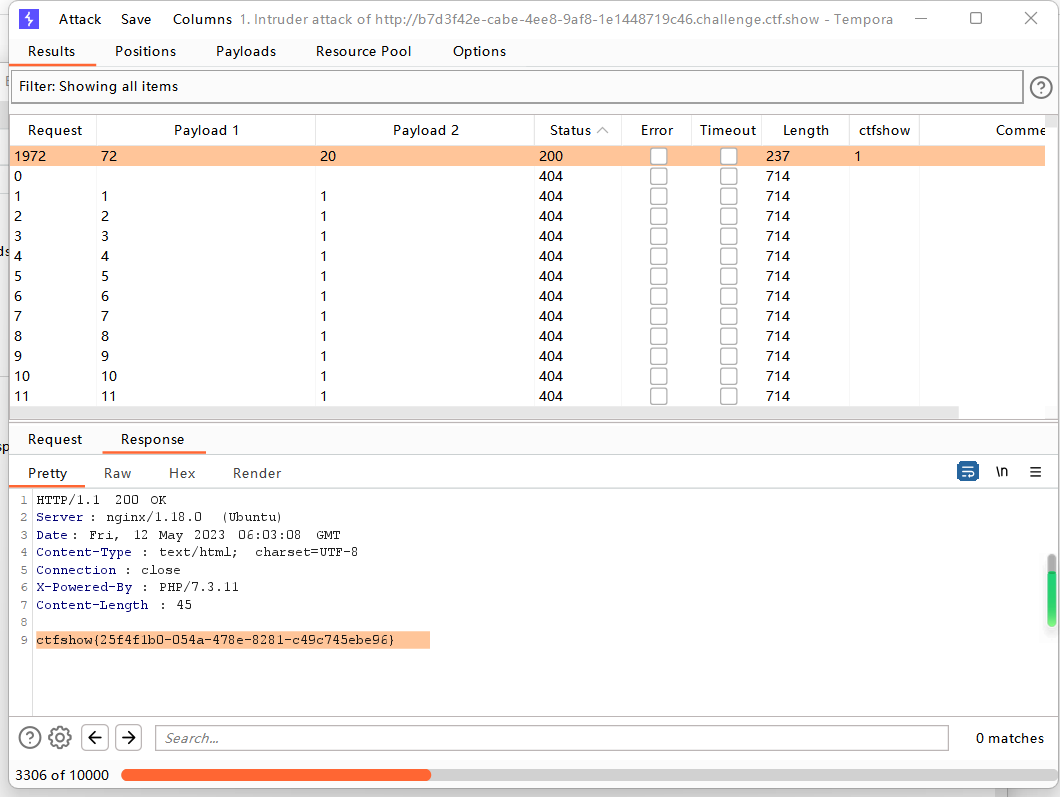 Attack Save Columns 1. Intruder attack of http://b7d3f42e-cabe-4ee8-9af8-1e1448719c46.challenge.ctf.show - Tempora
Results Positions Payloads Resource Pool Options
Filter: Showing all items
?
Request Payload 1 Payload 2 Status Error Timeout Length ctfshow Comme
1972 72 20 200 237 1
0 404 714
1 1 1 404 714
2 2 1 404 714
3 3 1 404 714
4 4 1 404 714
5 5 1 404 714
6 6 1 404 714
7 7 1 404 714
8 8 1 404 714
9 9 1 404 714
10 10 1 404 714
11 11 1 404 714
Request Response
Pretty Raw Hex Render \n
1 HTTP/1.1 200 OK
2 Server : nginx/1.18.0 (Ubuntu)
3 Date : Fri, 12 May 2023 06:03:08 GMT
4 Content-Type : text/html; charset=UTF-8
5 Connection : close
6 X-Powered-By : PHP/7.3.11
7 Content-Length : 45
8
9 ctfshow{25f4f1b0-054a-478e-8281-c49c745ebe96}
? Search... 0 matches
3306 of 10000